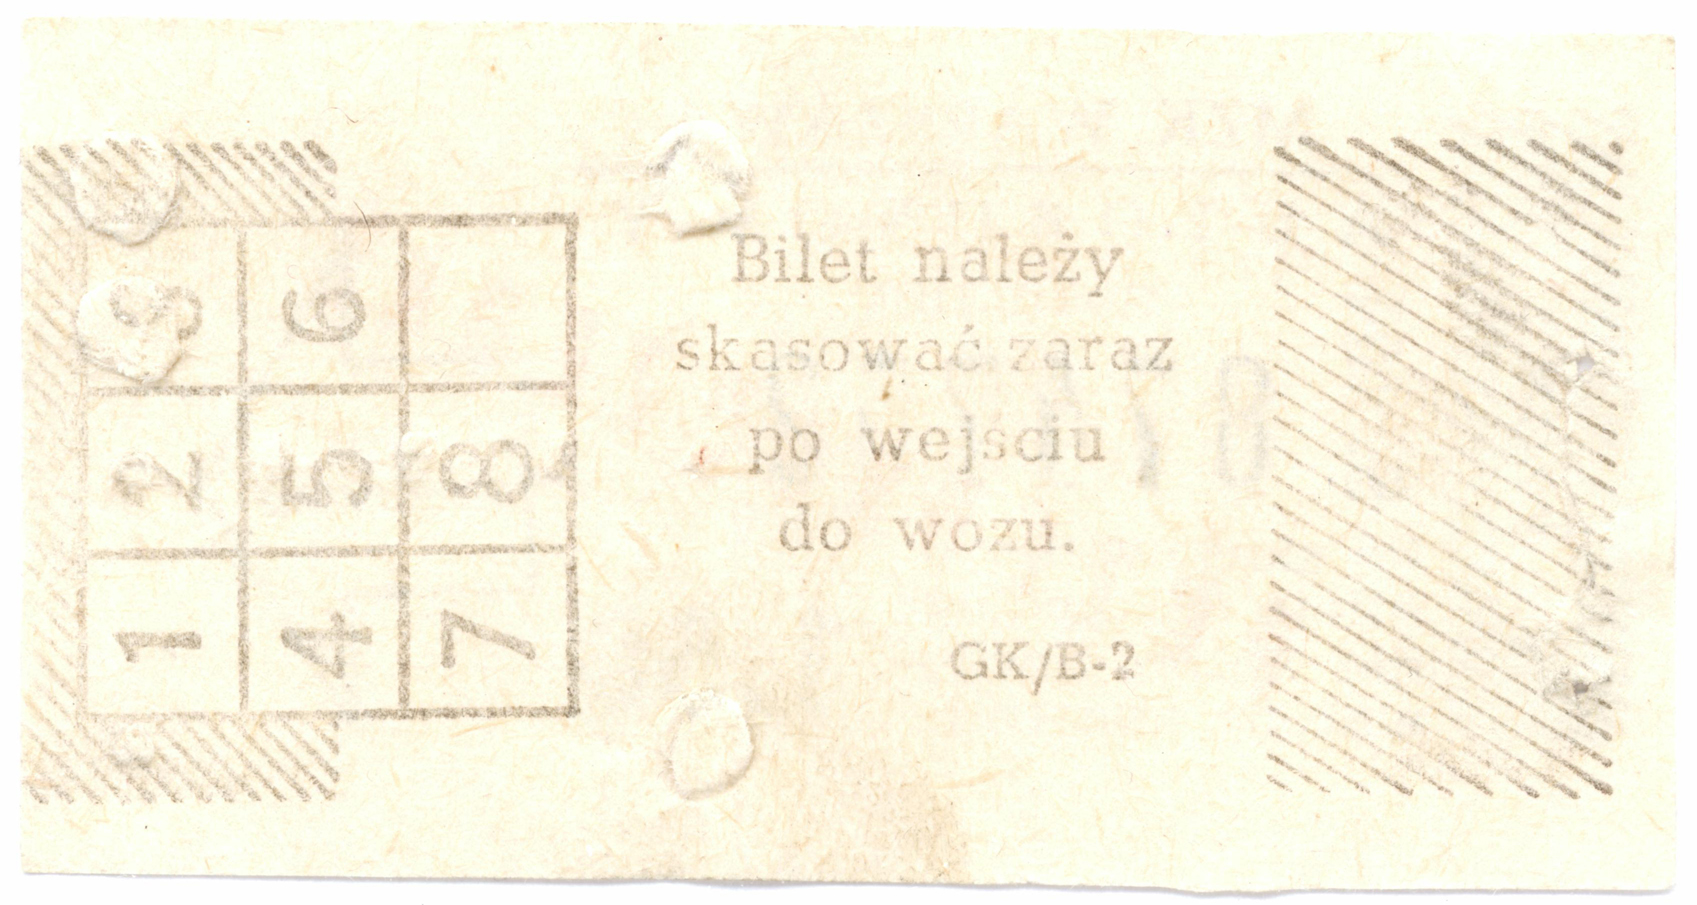 1 2 3
4 5 6
7 8
Bilet należy
skasować zaraz
po wejsciu
do wozu.
GK/B-2